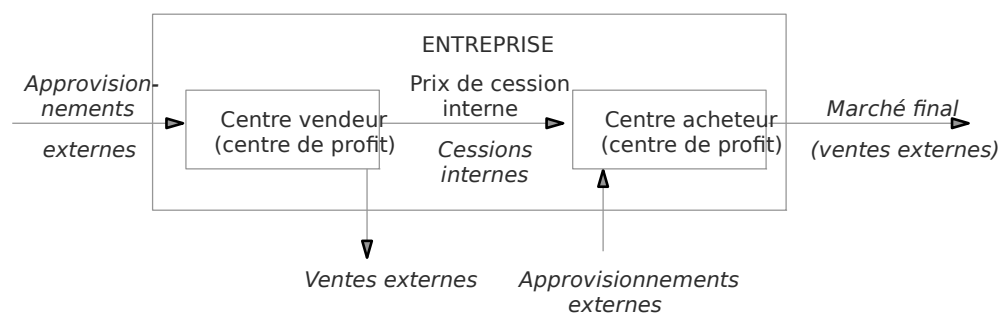 ENTREPRISE
Approvision-
nements
externes
Centre vendeur
(centre de profit)
Prix de cession
interne
Cessions
internes
Centre acheteur
(centre de profit)
Marché final
(ventes externes)
Ventes externes
Approvisionnements
externes